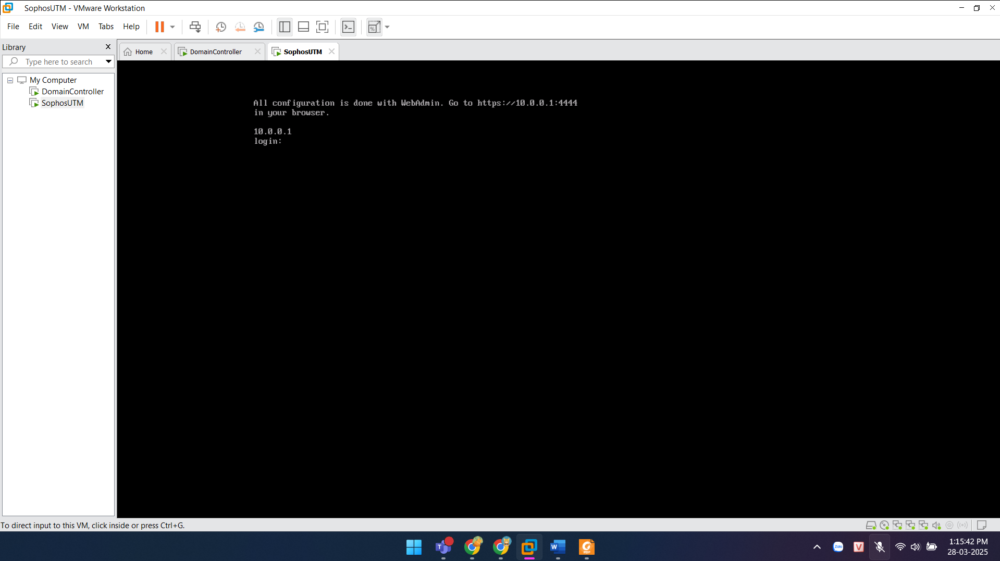 SophosUTM - VMware Workstation
File Edit View VM Tabs Help
Library
Type here to search
My Computer
DomainController
SophosUTM
Home
DomainController
SophosUTM
All configuration is done with WebAdmin. Go to https://10.0.0.1:4444
in your browser.
10.0.0.1
login:
To direct input to this VM, click inside or press Ctrl+G.
T
W
PDF
Zalo
V
1:15:42 PM
28-03-2025